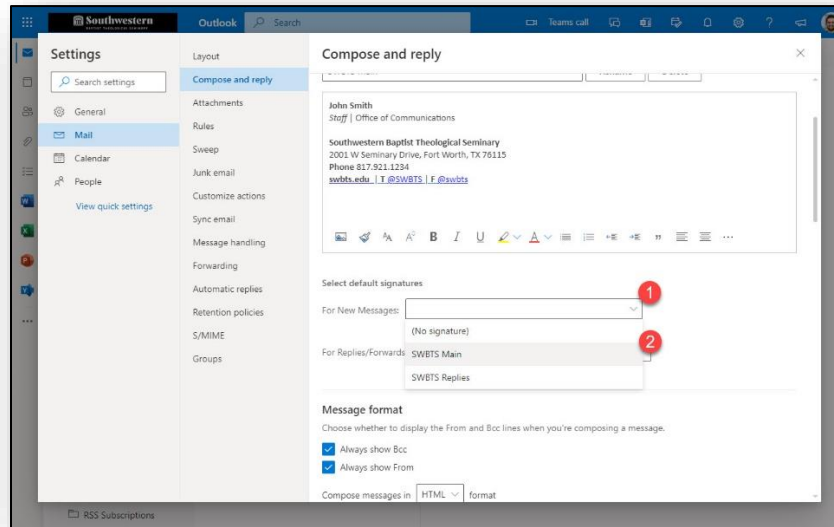 Southwestern
Outlook
Search
Teams call
Settings
Search settings
General
Mail
Calendar
People
View quick settings
Layout
Compose and reply
Attachments
Rules
Sweep
Junk email
Customize actions
Sync email
Message handling
Forwarding
Automatic replies
Retention policies
S/MIME
Groups
Compose and reply
John Smith
Staff | Office of Communications
Southwestern Baptist Theological Seminary
2001 W Seminary Drive, Fort Worth, TX 76115
Phone 817.921.1234
swbts.edu | T @SWBTS | F @swbts
Select default signatures
For New Messages:
1
(No signature)
For Replies/Forwards
2
SWBTS Main
SWBTS Replies
Message format
Choose whether to display the From and Bcc lines when you're composing a message.
Always show Bcc
Always show From
Compose messages in HTML format
RSS Subscriptions